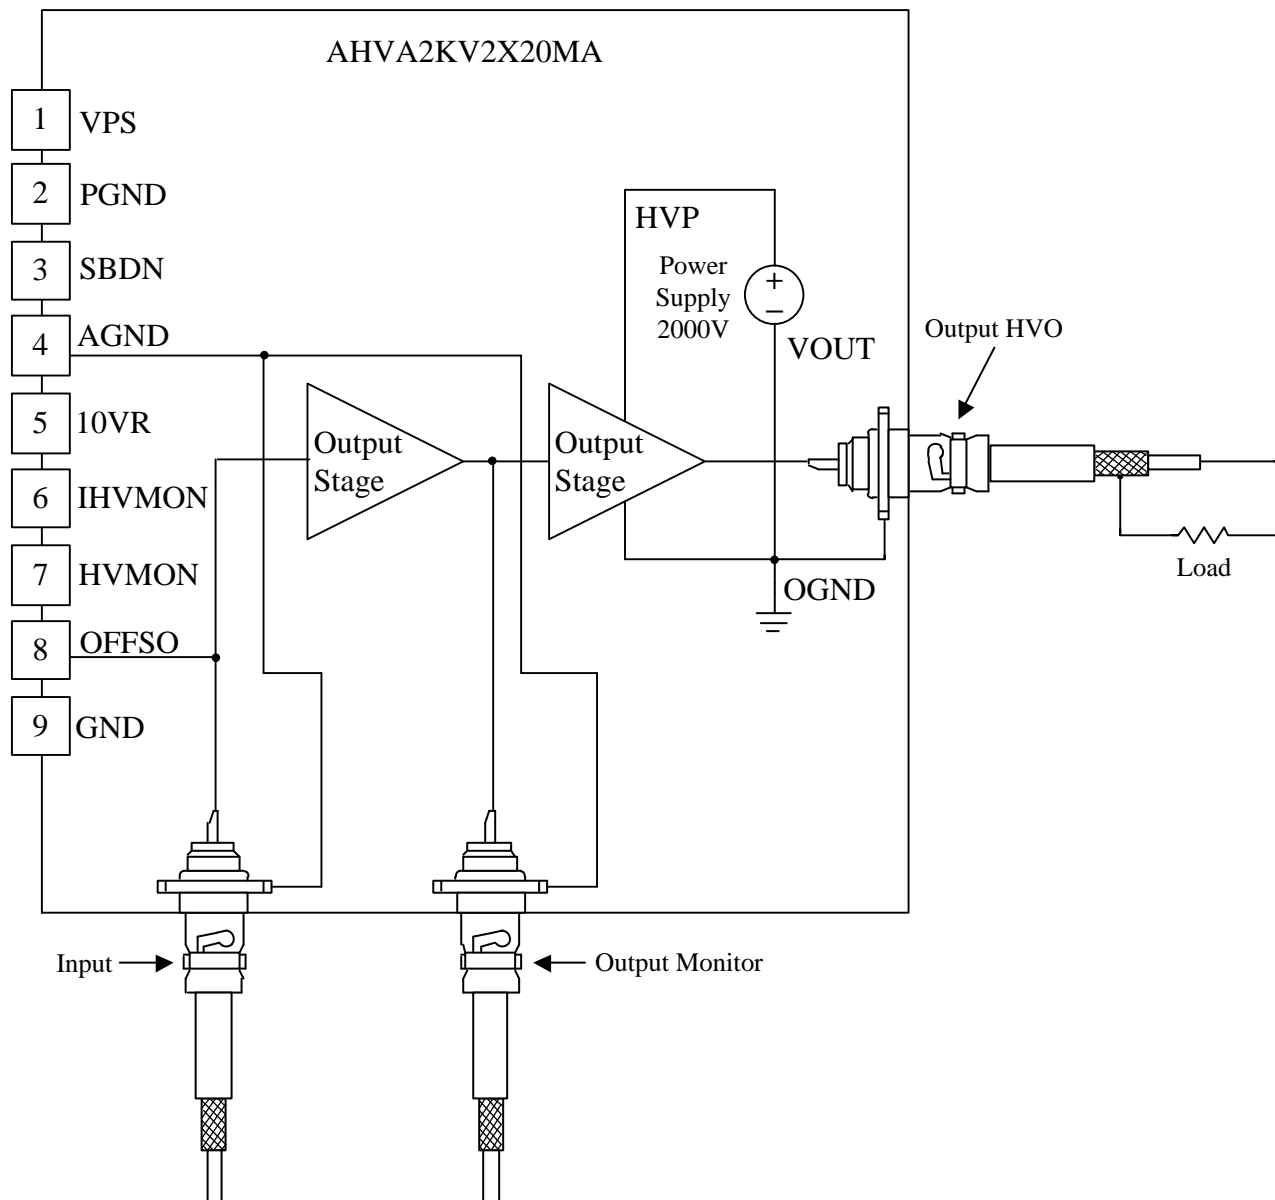 AHVA2KV2X20MA
1 VPS
2 PGND
3 SBDN
4 AGND
5 10VR
6 IHVMON
7 HVMON
8 OFFSO
9 GND
Output
Stage
Output
Stage
HVP
Power
Supply
2000V
+
−
VOUT
OGND
Output HVO
Load
Input
Output Monitor